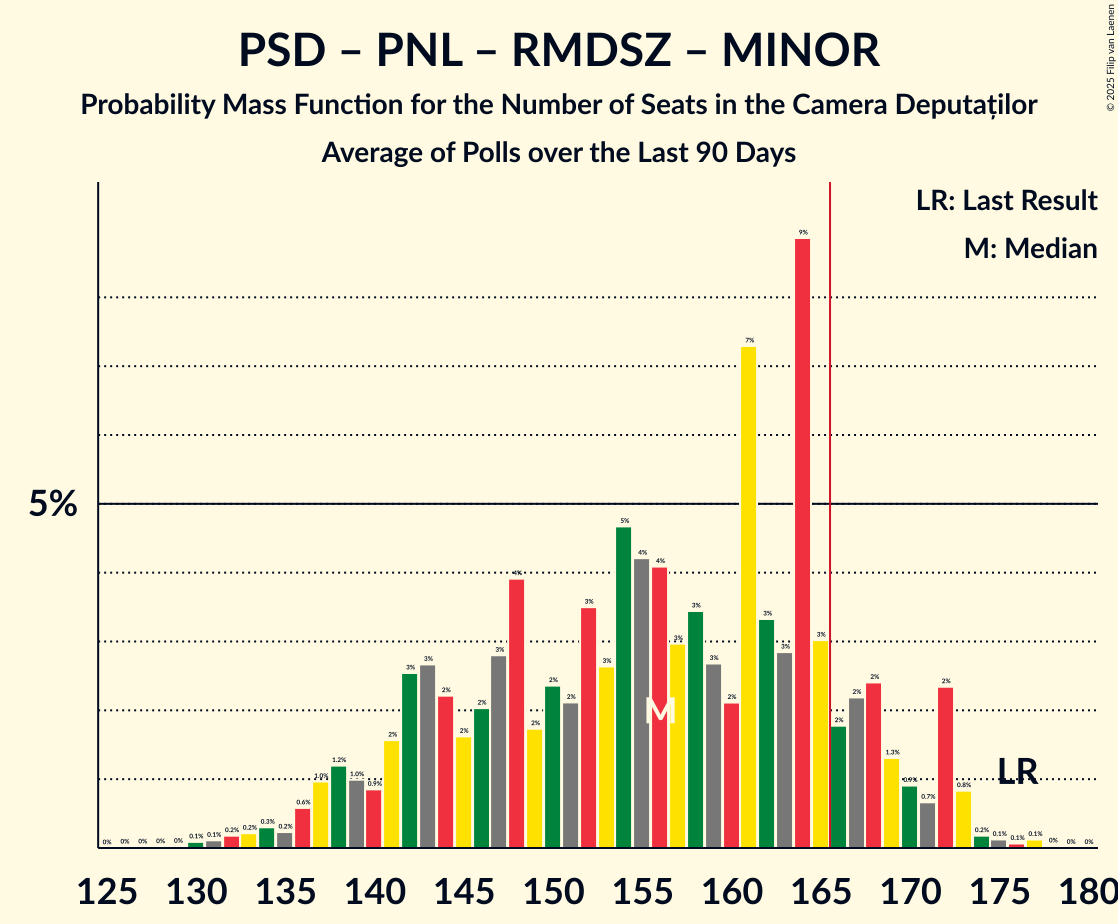 PSD – PNL – RMDSZ – MINOR
Probability Mass Function for the Number of Seats in the Camera Deputaților
Average of Polls over the Last 90 Days
© 2025 Filip van Laenen
LR: Last Result
M: Median
5%
0% 0% 0% 0% 0% 0.1% 0.1% 0.2% 0.2% 0.3% 0.2% 0.6% 1.0% 1.2% 1.0% 0.9% 2% 3% 3% 2% 2% 2% 3% 4% 2% 2% 2% 3% 3% 5% 4% 4% 3% 3% 3% 2% 7% 3% 3% 9% 3% 2% 2% 2% 1.3% 0.9% 0.7% 2% 0.8% 0.2% 0.1% 0.1% 0.1% 0% 0% 0%
M
LR
125 130 135 140 145 150 155 160 165 170 175 180